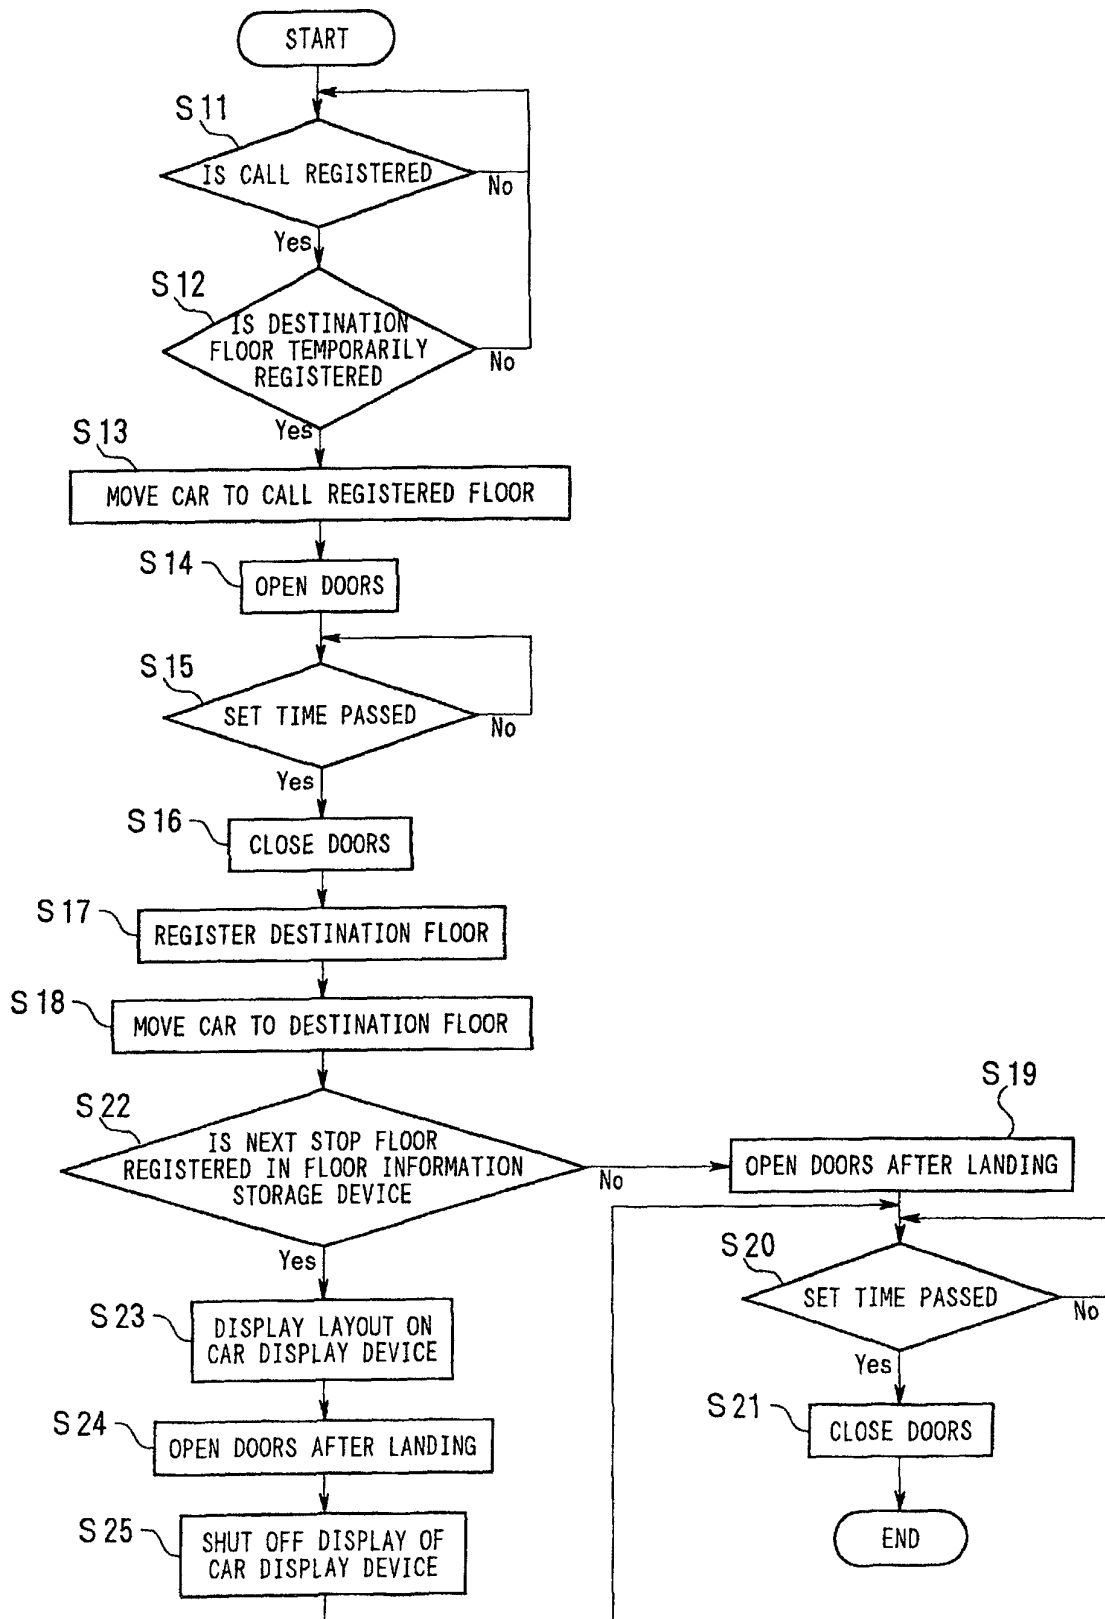 START
S11
IS CALL REGISTERED
No
Yes
S12
IS DESTINATION
FLOOR TEMPORARILY
REGISTERED
No
Yes
S13
MOVE CAR TO CALL REGISTERED FLOOR
S14
OPEN DOORS
S15
SET TIME PASSED
No
Yes
S16
CLOSE DOORS
S17
REGISTER DESTINATION FLOOR
S18
MOVE CAR TO DESTINATION FLOOR
S22
IS NEXT STOP FLOOR
REGISTERED IN FLOOR INFORMATION
STORAGE DEVICE
No
Yes
S23
DISPLAY LAYOUT ON
CAR DISPLAY DEVICE
S24
OPEN DOORS AFTER LANDING
S25
SHUT OFF DISPLAY OF
CAR DISPLAY DEVICE
S19
OPEN DOORS AFTER LANDING
S20
SET TIME PASSED
No
Yes
S21
CLOSE DOORS
END